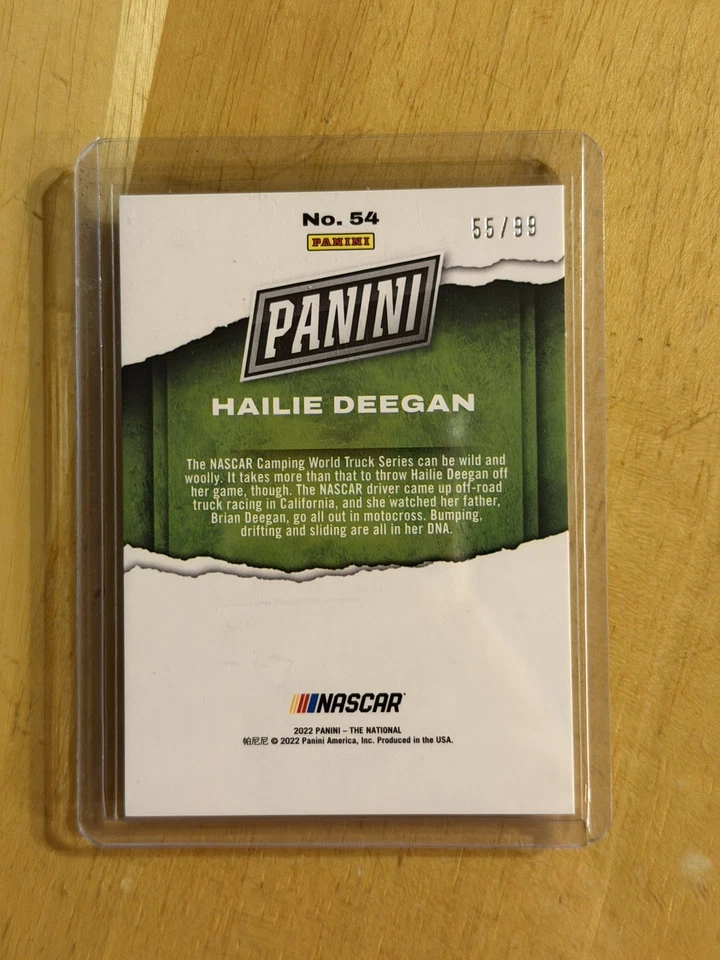 No. 54
55/99
PANINI
PANINI
HAILIE DEEGAN
The NASCAR Camping World Truck Series can be wild and
woolly. It takes more than that to throw Hailie Deegan off
her game, though. The NASCAR driver came up off-road
truck racing in California, and she watched her father,
Brian Deegan, go all out in motocross. Bumping,
drifting and sliding are all in her DNA.
NASCAR
2022 PANINI – THE NATIONAL
帕尼尼 © 2022 Panini America, Inc. Produced in the USA.